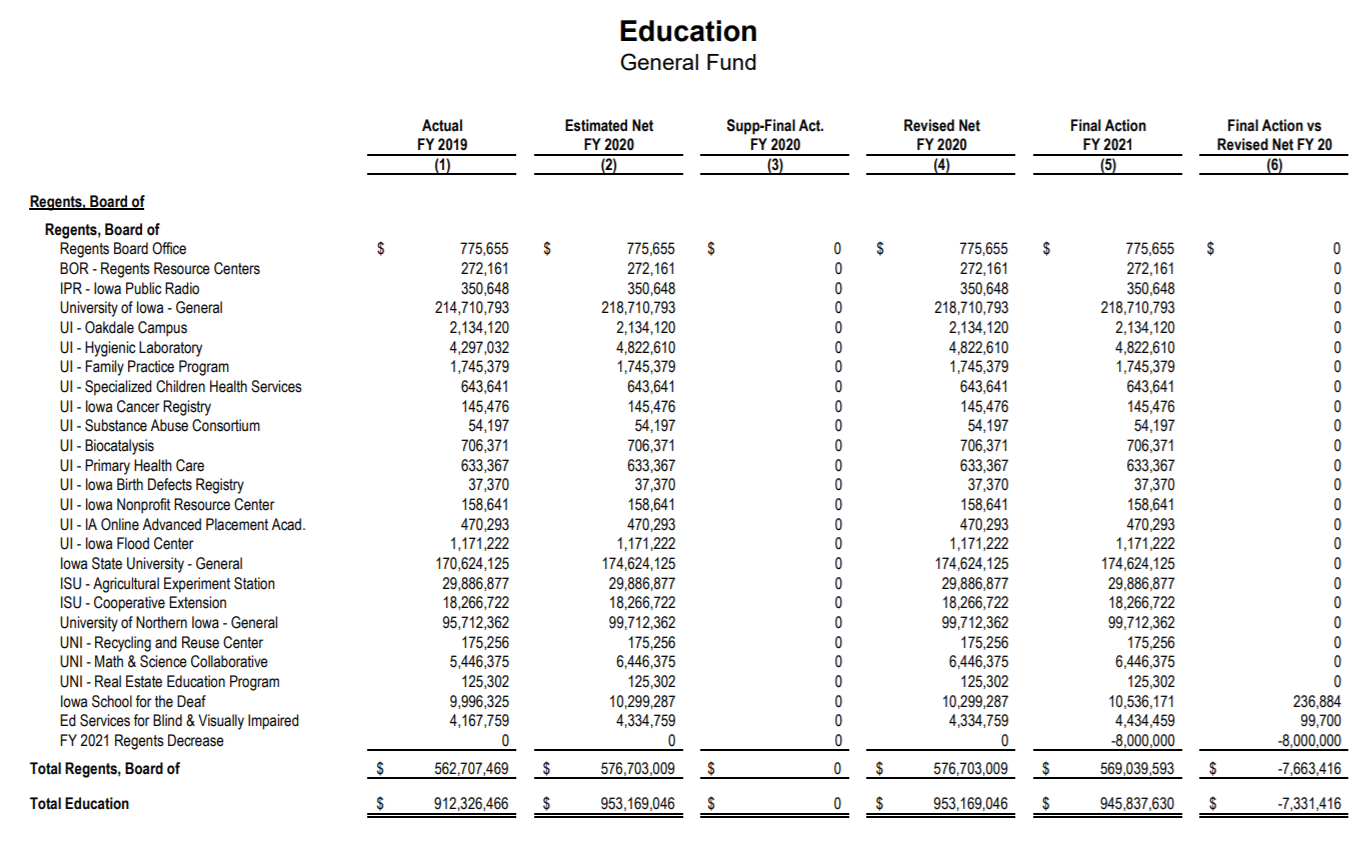 Education
General Fund
Actual Estimated Net Supp-Final Act. Revised Net Final Action Final Action vs
FY 2019 FY 2020 FY 2020 FY 2020 FY 2021 Revised Net FY 20
(1) (2) (3) (4) (5) (6)
Regents, Board of
Regents, Board of
Regents Board Office $ 775,655 $ 775,655 $ 0 $ 775,655 $ 775,655 $ 0
BOR - Regents Resource Centers 272,161 272,161 0 272,161 272,161 0
IPR - Iowa Public Radio 350,648 350,648 0 350,648 350,648 0
University of Iowa - General 214,710,793 218,710,793 0 218,710,793 218,710,793 0
UI - Oakdale Campus 2,134,120 2,134,120 0 2,134,120 2,134,120 0
UI - Hygienic Laboratory 4,297,032 4,822,610 0 4,822,610 4,822,610 0
UI - Family Practice Program 1,745,379 1,745,379 0 1,745,379 1,745,379 0
UI - Specialized Children Health Services 643,641 643,641 0 643,641 643,641 0
UI - Iowa Cancer Registry 145,476 145,476 0 145,476 145,476 0
UI - Substance Abuse Consortium 54,197 54,197 0 54,197 54,197 0
UI - Biocatalysis 706,371 706,371 0 706,371 706,371 0
UI - Primary Health Care 633,367 633,367 0 633,367 633,367 0
UI - Iowa Birth Defects Registry 37,370 37,370 0 37,370 37,370 0
UI - Iowa Nonprofit Resource Center 158,641 158,641 0 158,641 158,641 0
UI - IA Online Advanced Placement Acad. 470,293 470,293 0 470,293 470,293 0
UI - Iowa Flood Center 1,171,222 1,171,222 0 1,171,222 1,171,222 0
Iowa State University - General 170,624,125 174,624,125 0 174,624,125 174,624,125 0
ISU - Agricultural Experiment Station 29,886,877 29,886,877 0 29,886,877 29,886,877 0
ISU - Cooperative Extension 18,266,722 18,266,722 0 18,266,722 18,266,722 0
University of Northern Iowa - General 95,712,362 99,712,362 0 99,712,362 99,712,362 0
UNI - Recycling and Reuse Center 175,256 175,256 0 175,256 175,256 0
UNI - Math & Science Collaborative 5,446,375 6,446,375 0 6,446,375 6,446,375 0
UNI - Real Estate Education Program 125,302 125,302 0 125,302 125,302 0
Iowa School for the Deaf 9,996,325 10,299,287 0 10,299,287 10,536,171 236,884
Ed Services for Blind & Visually Impaired 4,167,759 4,334,759 0 4,334,759 4,434,459 99,700
FY 2021 Regents Decrease 0 0 0 0 -8,000,000 -8,000,000
Total Regents, Board of $ 562,707,469 $ 576,703,009 $ 0 $ 576,703,009 $ 569,039,593 $ -7,663,416
Total Education $ 912,326,466 $ 953,169,046 $ 0 $ 953,169,046 $ 945,837,630 $ -7,331,416